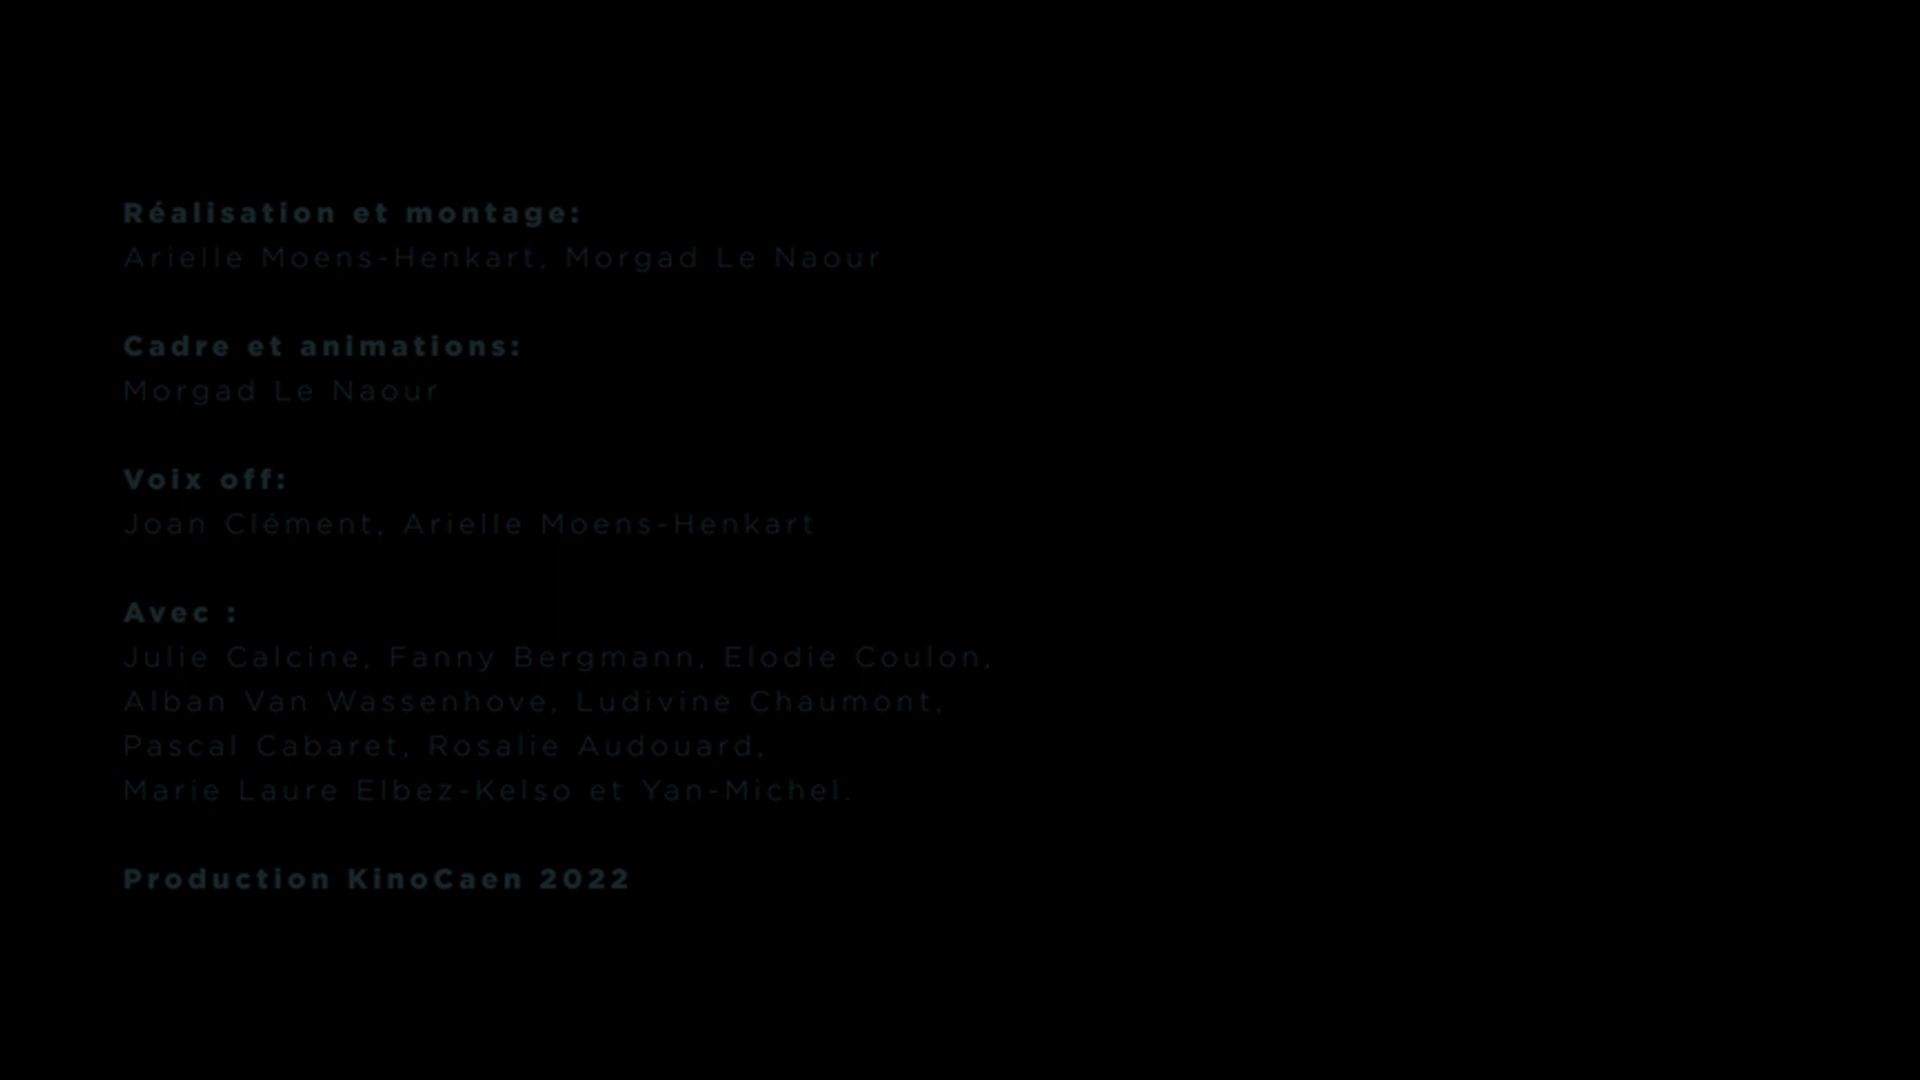 Réalisation et montage:
Arielle Moens-Henkart, Morgad Le Naour
Cadre et animations:
Morgad Le Naour
Voix off:
Joan Clément, Arielle Moens-Henkart
Avec :
Julie Calcine, Fanny Bergmann, Elodie Coulon,
Alban Van Wassenhove, Ludivine Chaumont,
Pascal Cabaret, Rosalie Audouard,
Marie Laure Elbez-Kelso et Yan-Michel.
Production KinoCaen 2022